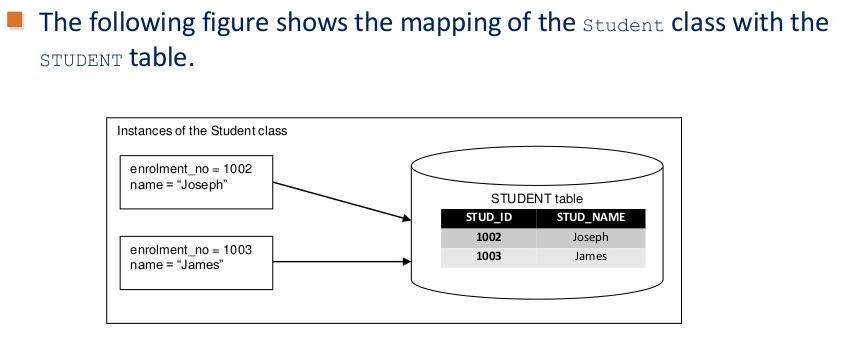 The following figure shows the mapping of the Student class with the
STUDENT table.
Instances of the Student class
enrolment_no = 1002
name = “Joseph”
enrolment_no = 1003
name = “James”
STUDENT table
STUD_ID STUD_NAME
1002 Joseph
1003 James